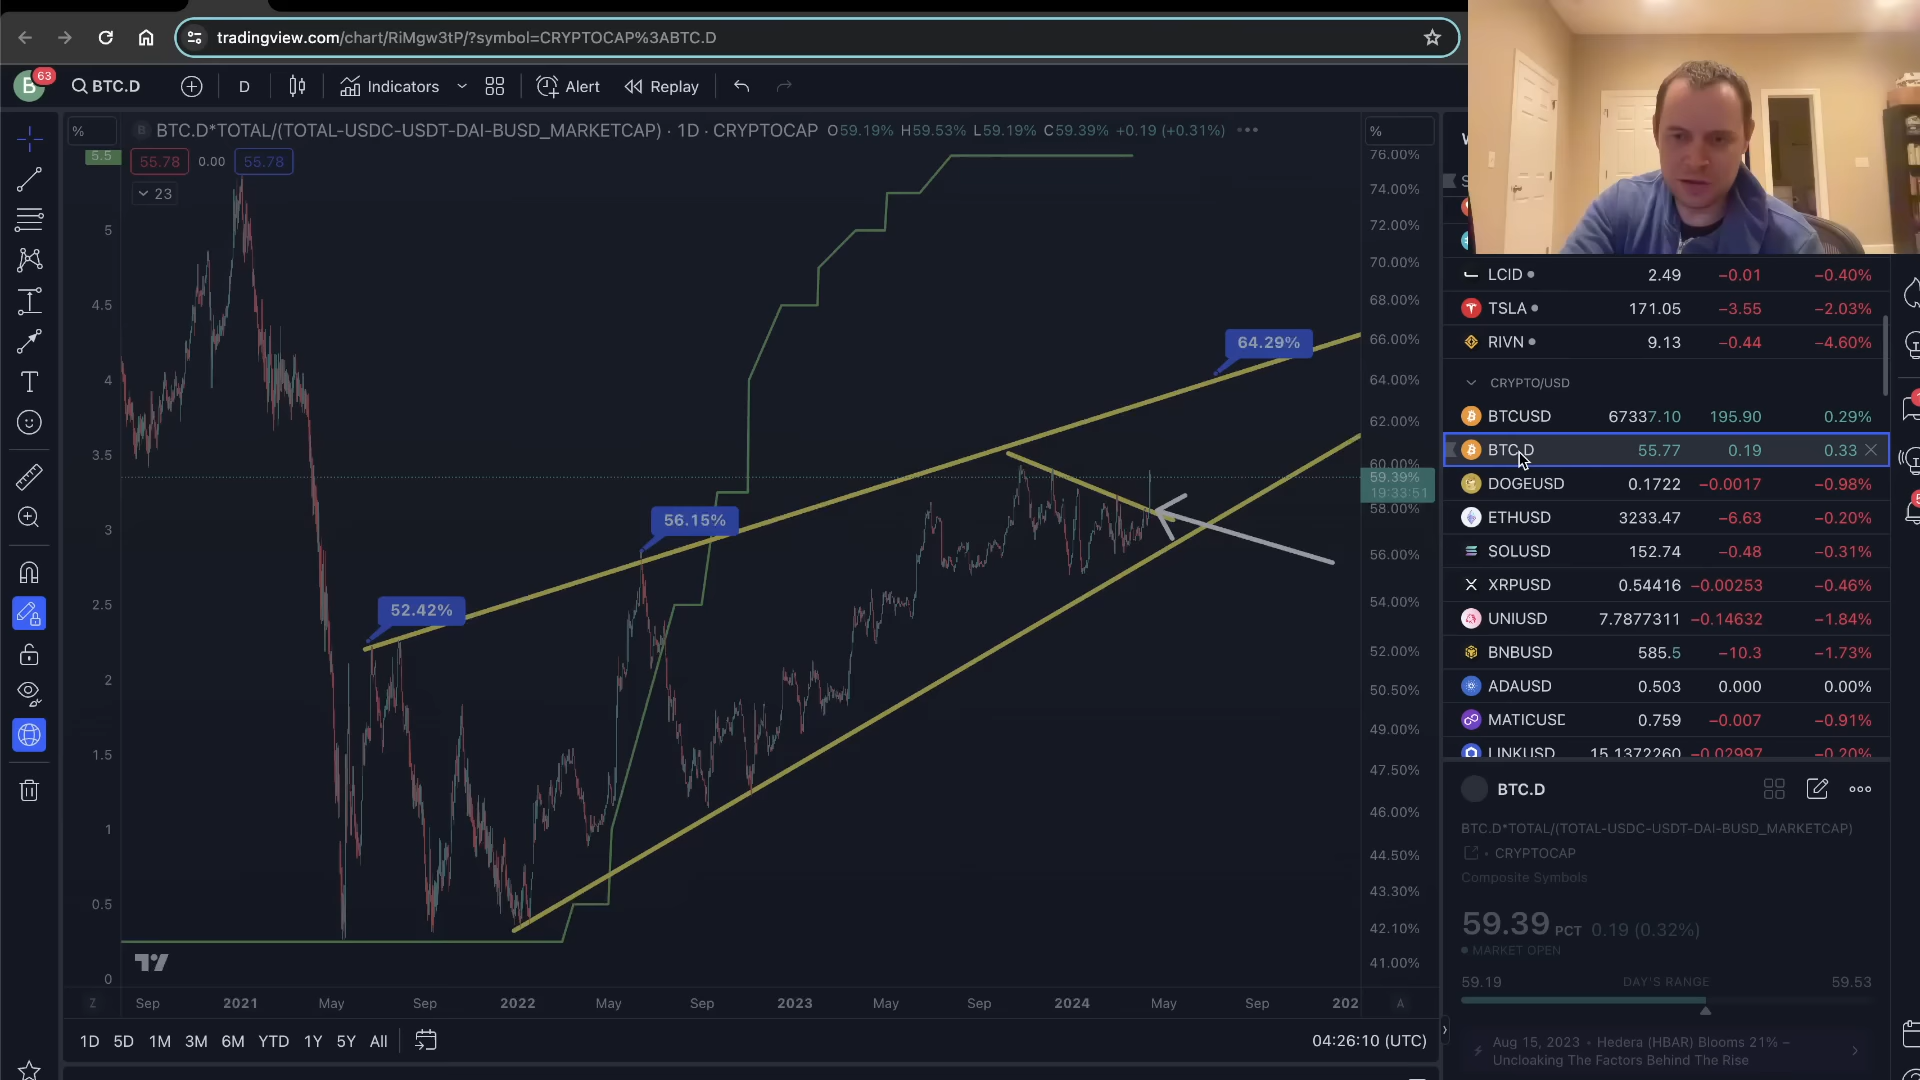 tradingview.com/chart/RiMgw3tP/?symbol=CRYPTOCAP%3ABTC.D
B 63 BTC.D D Indicators Alert Replay
% BTC.D*TOTAL/(TOTAL-USDC-USDT-DAI-BUSD_MARKETCAP) · 1D · CRYPTOCAP O59.19% H59.53% L59.19% C59.39% +0.19 (+0.31%) %
5.5 55.78 0.00 55.78
23
5
4.5
4
3.5
3
2.5
2
1.5
1
0.5
0
52.42%
56.15%
64.29%
76.00%
74.00%
72.00%
70.00%
68.00%
66.00%
64.00%
62.00%
60.00%
59.39%
19:33:51
58.00%
56.00%
54.00%
52.00%
50.50%
49.00%
47.50%
46.00%
44.50%
43.30%
42.10%
41.00%
Z Sep 2021 May Sep 2022 May Sep 2023 May Sep 2024 May Sep 202 A
1D 5D 1M 3M 6M YTD 1Y 5Y All 04:26:10 (UTC)
LCID 2.49 −0.01 −0.40%
TSLA 171.05 −3.55 −2.03%
RIVN 9.13 −0.44 −4.60%
CRYPTO/USD
BTCUSD 67337.10 195.90 0.29%
BTC.D 55.77 0.19 0.33
DOGEUSD 0.1722 −0.0017 −0.98%
ETHUSD 3233.47 −6.63 −0.20%
SOLUSD 152.74 −0.48 −0.31%
XRPUSD 0.54416 −0.00253 −0.46%
UNIUSD 7.7877311 −0.14632 −1.84%
BNBUSD 585.5 −10.3 −1.73%
ADAUSD 0.503 0.000 0.00%
MATICUSD 0.759 −0.007 −0.91%
LINKUSD 15.1372260 −0.02997 −0.20%
BTC.D
BTC.D*TOTAL/(TOTAL-USDC-USDT-DAI-BUSD_MARKETCAP)
• CRYPTOCAP
Composite Symbols
59.39 PCT 0.19 (0.32%)
• MARKET OPEN
59.19 DAY'S RANGE 59.53
Aug 15, 2023 • Hedera (HBAR) Blooms 21% –
Uncloaking The Factors Behind The Rise